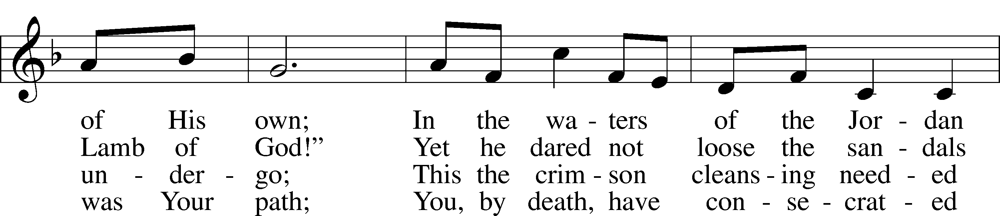 of His own; In the wa - ters of the Jor - dan
Lamb of God!” Yet he dared not loose the san - dals
un - der - go; This the crim - son cleans - ing need - ed
was Your path; You, by death, have con - se - crat - ed